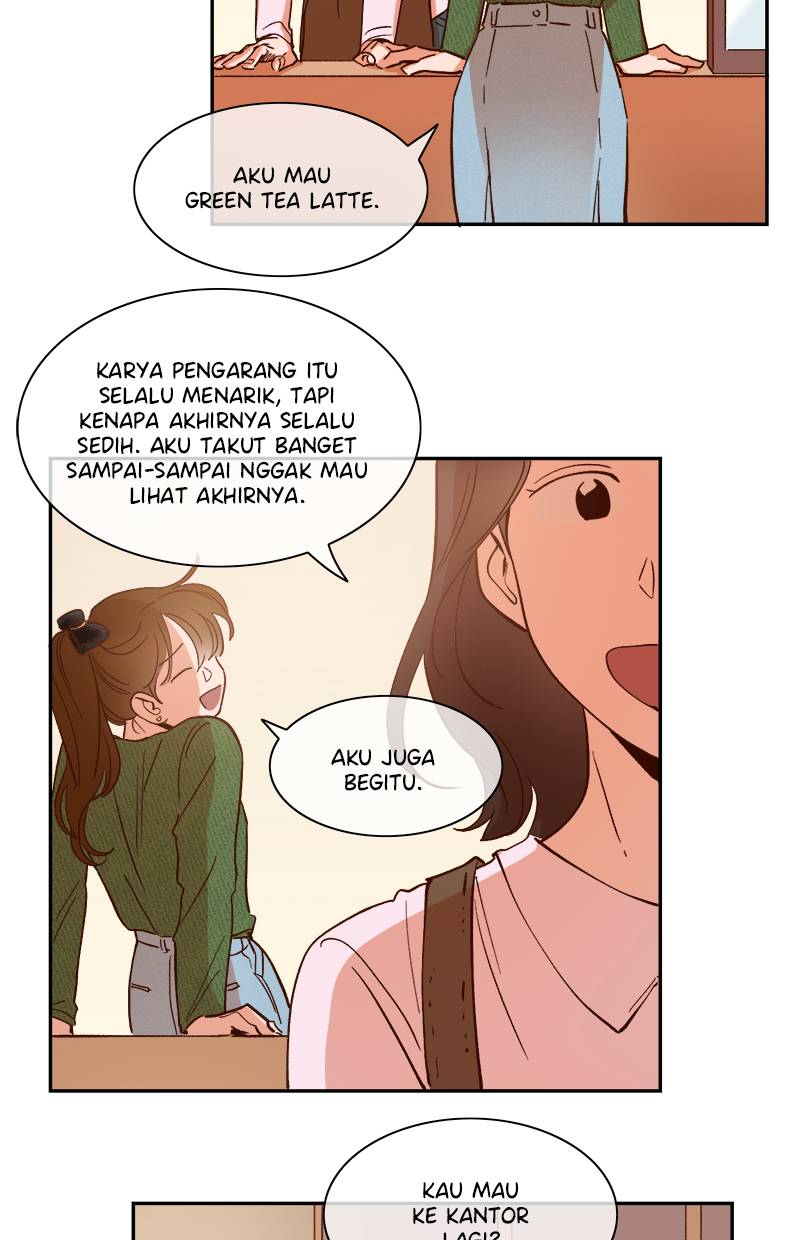 AKU MAU
GREEN TEA LATTE.
KARYA PENGARANG ITU
SELALU MENARIK, TAPI
KENAPA AKHIRNYA SELALU
SEDIH. AKU TAKUT BANGET
SAMPAI-SAMPAI NGGAK MAU
LIHAT AKHIRNYA.
AKU JUGA
BEGITU.
KAU MAU
KE KANTOR
LAGI?